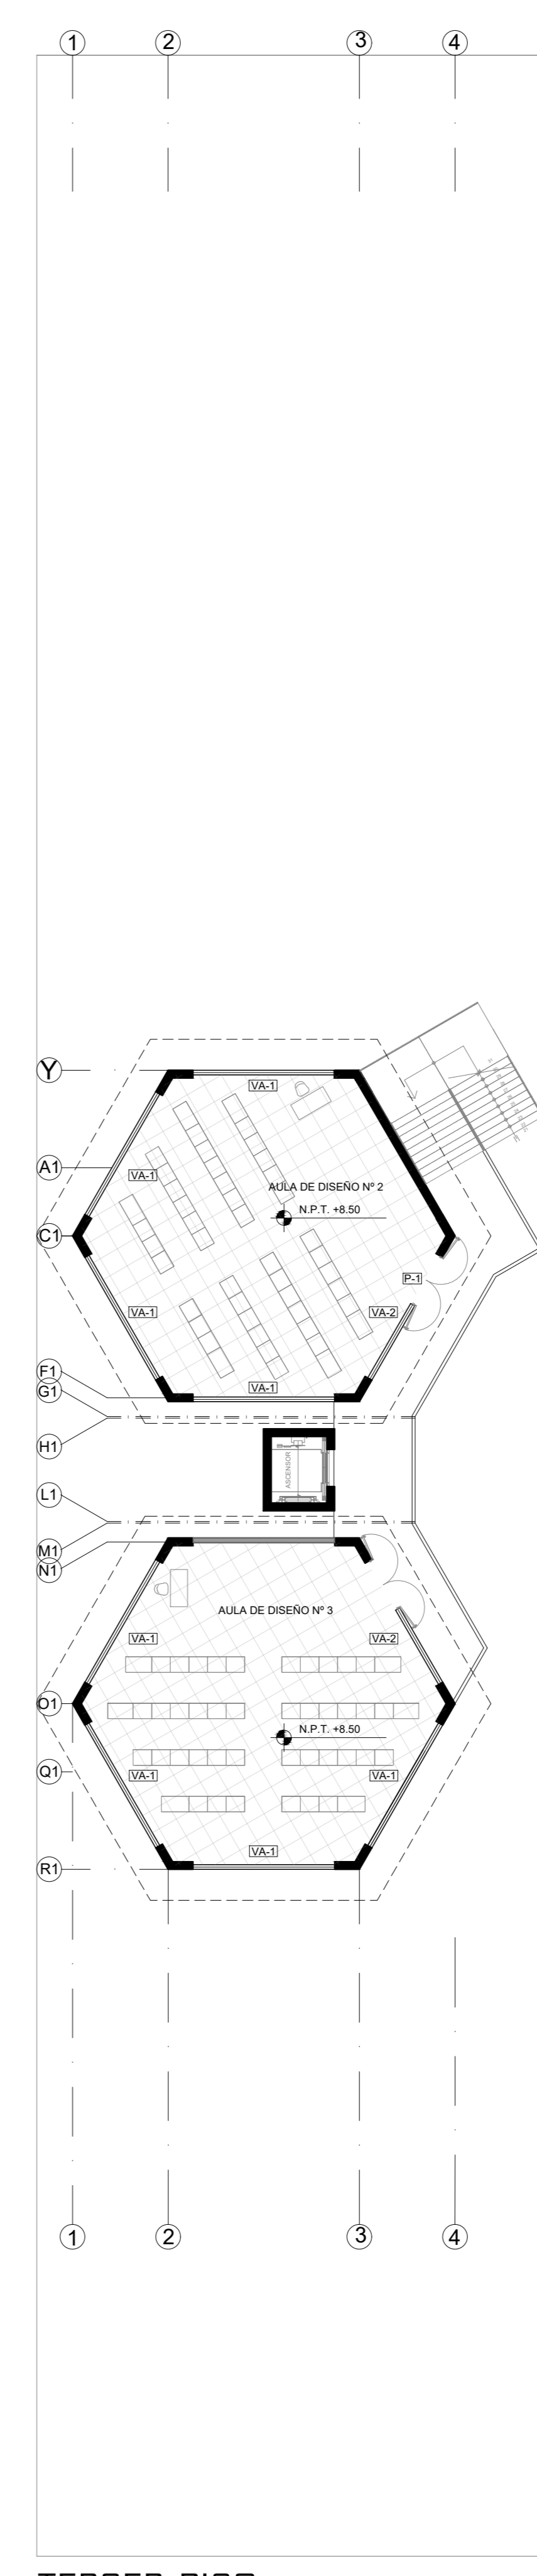 1 2 3 4
Y
VA-1
A1
VA-1
AULA DE DISEÑO Nº 2
N.P.T. +8.50
C1
P-1
VA-1
VA-2
F1
VA-1
G1
H1
ASCENSOR
L1
M1
N1
AULA DE DISEÑO Nº 3
VA-1
VA-2
O1
N.P.T. +8.50
Q1
VA-1
VA-1
VA-1
R1
1 2 3 4
TERCER PISO